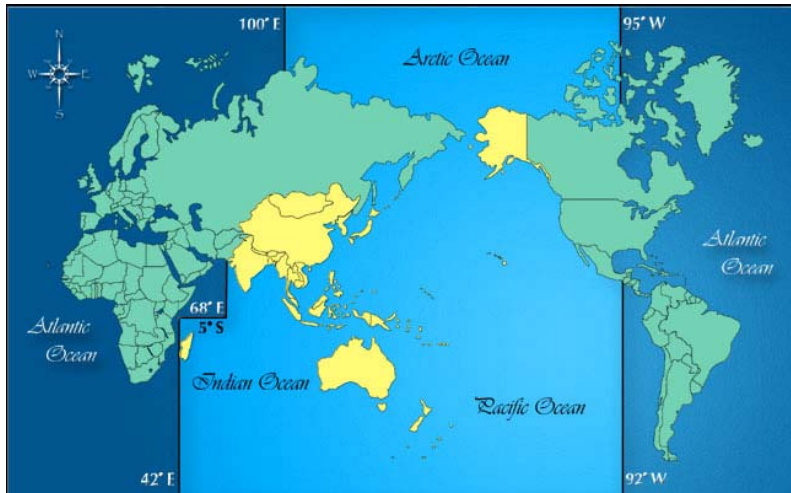 100° E
95° W
Arctic Ocean
N
W E
S
Atlantic
Ocean
68° E
5° S
Atlantic
Ocean
Indian Ocean
Pacific Ocean
42° E
92° W